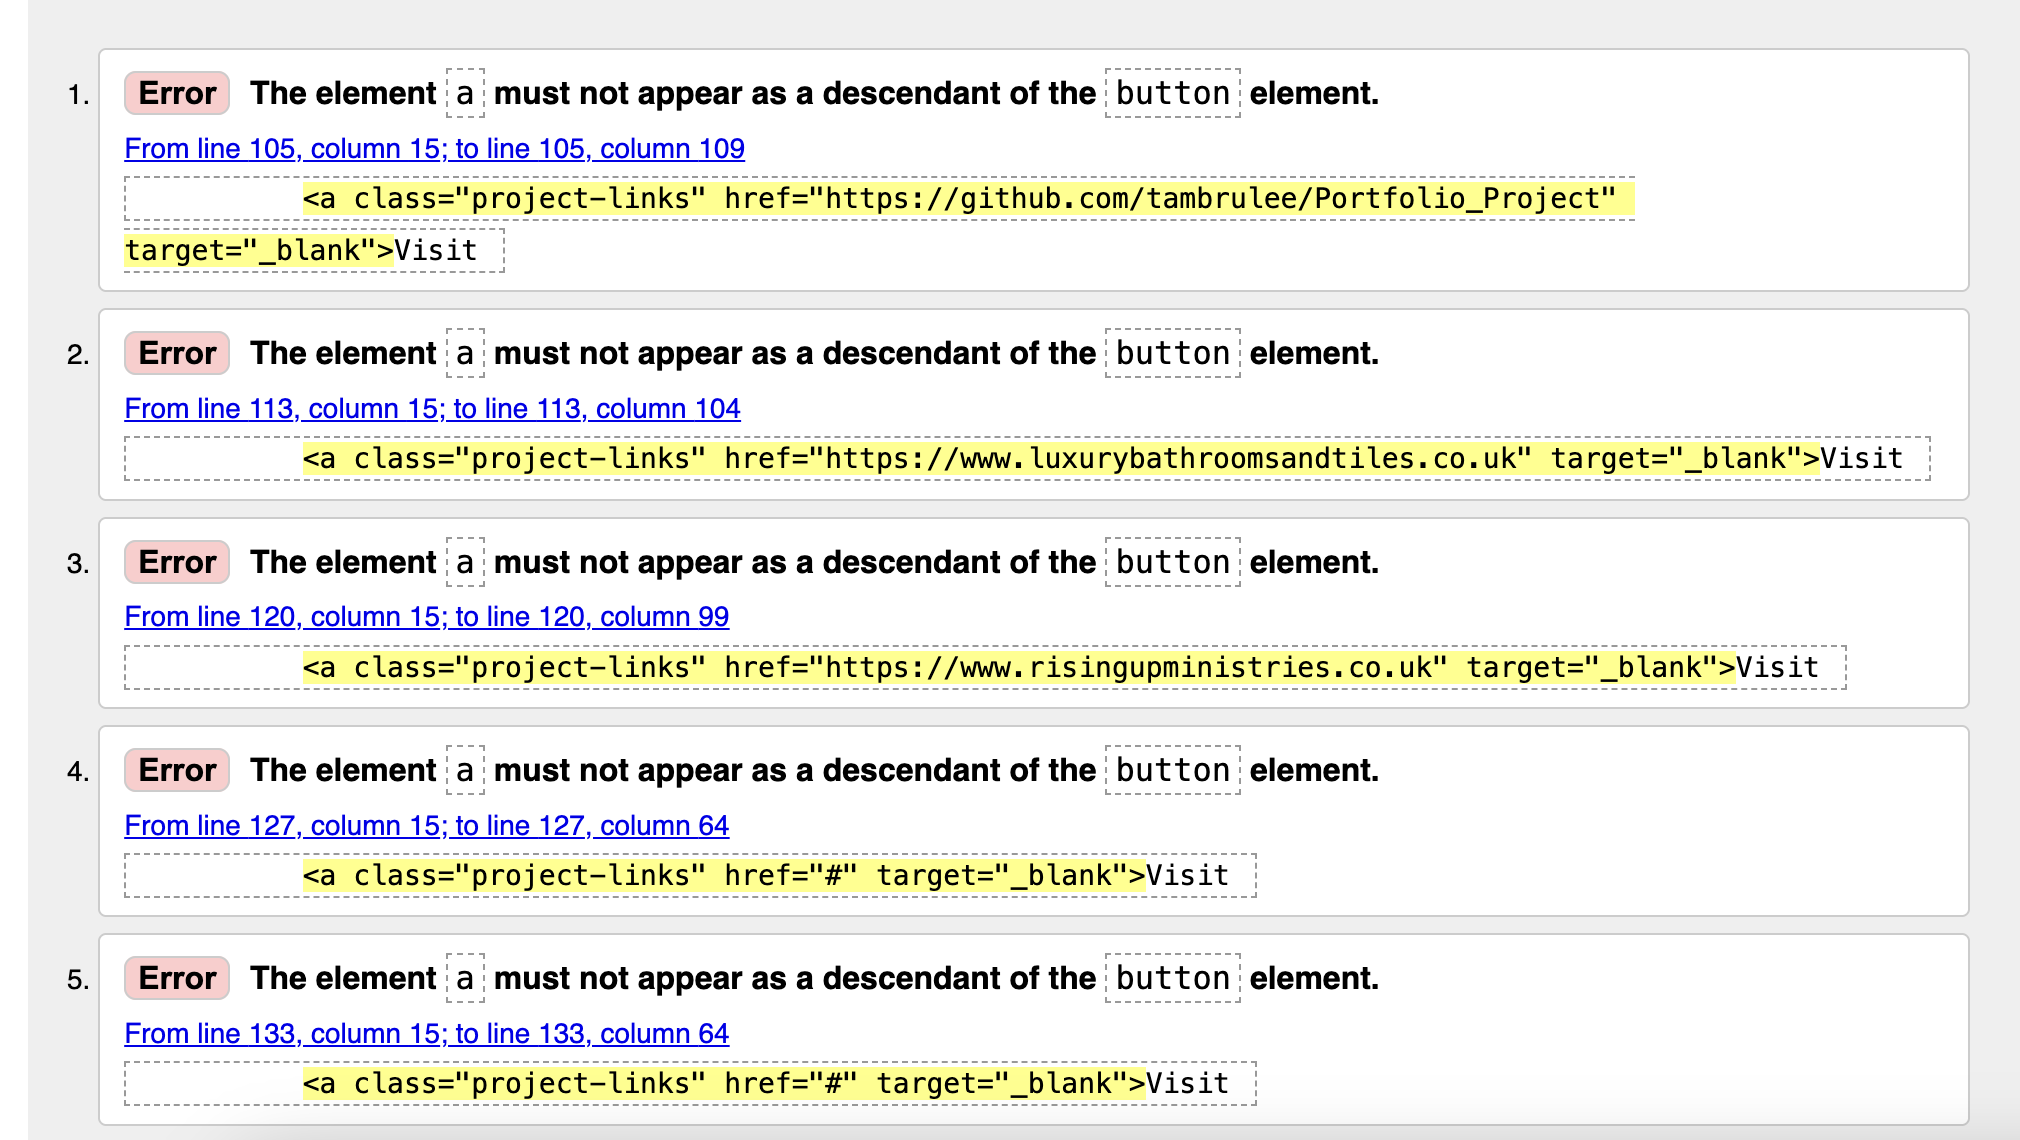 1. Error The element a must not appear as a descendant of the button element.
From line 105, column 15; to line 105, column 109
<a class="project-links" href="https://github.com/tambrulee/Portfolio_Project"
target="_blank">Visit
2. Error The element a must not appear as a descendant of the button element.
From line 113, column 15; to line 113, column 104
<a class="project-links" href="https://www.luxurybathroomsandtiles.co.uk" target="_blank">Visit
3. Error The element a must not appear as a descendant of the button element.
From line 120, column 15; to line 120, column 99
<a class="project-links" href="https://www.risingupministries.co.uk" target="_blank">Visit
4. Error The element a must not appear as a descendant of the button element.
From line 127, column 15; to line 127, column 64
<a class="project-links" href="#" target="_blank">Visit
5. Error The element a must not appear as a descendant of the button element.
From line 133, column 15; to line 133, column 64
<a class="project-links" href="#" target="_blank">Visit